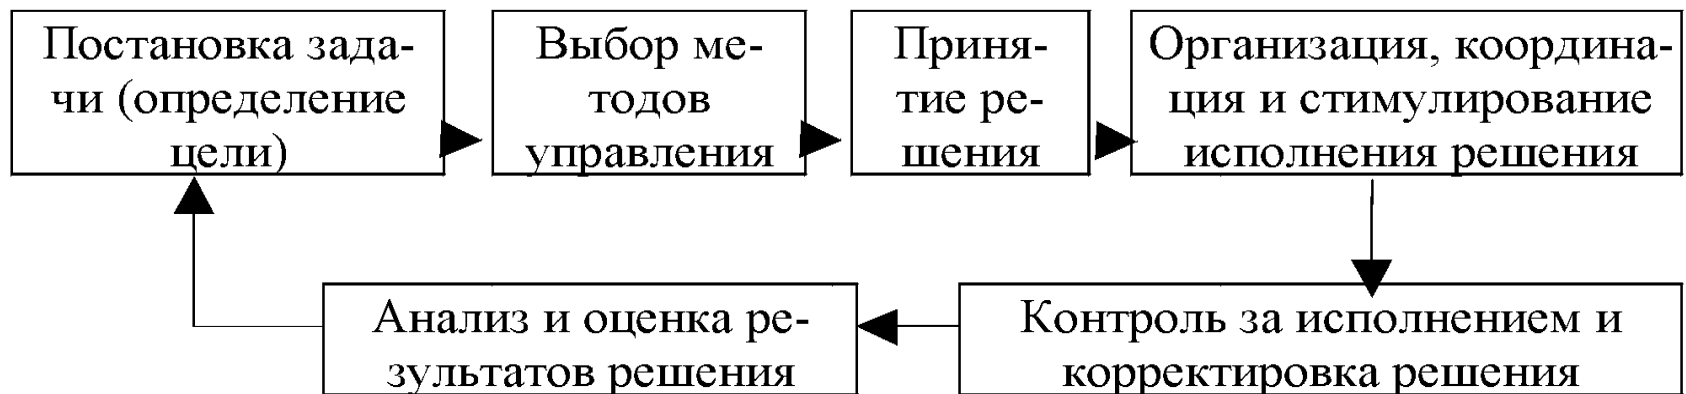 Постановка зада-
чи (определение
цели)
Выбор ме-
тодов
управления
Приня-
тие ре-
шения
Организация, координа-
ция и стимулирование
исполнения решения
Контроль за исполнением и
корректировка решения
Анализ и оценка ре-
зультатов решения